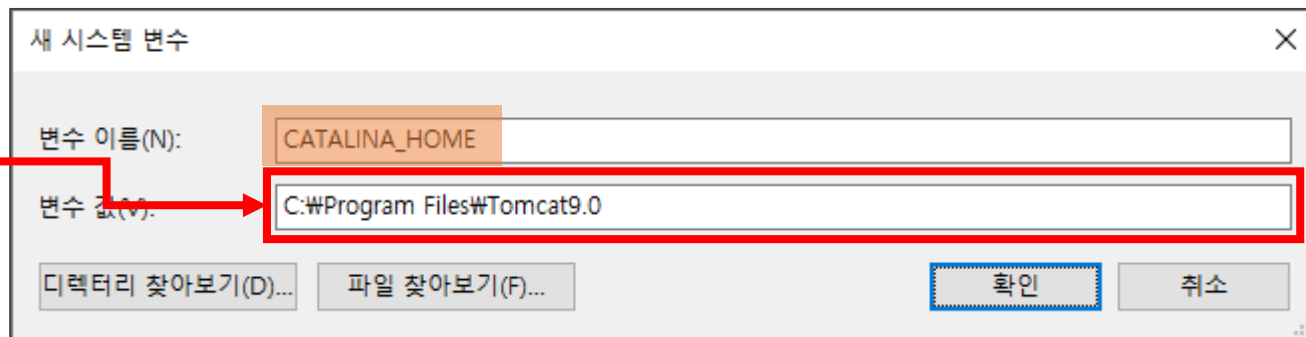 새 시스템 변수
변수 이름(N): CATALINA_HOME
변수 값(V): C:₩Program Files₩Tomcat9.0
디렉터리 찾아보기(D)... 파일 찾아보기(F)... 확인 취소